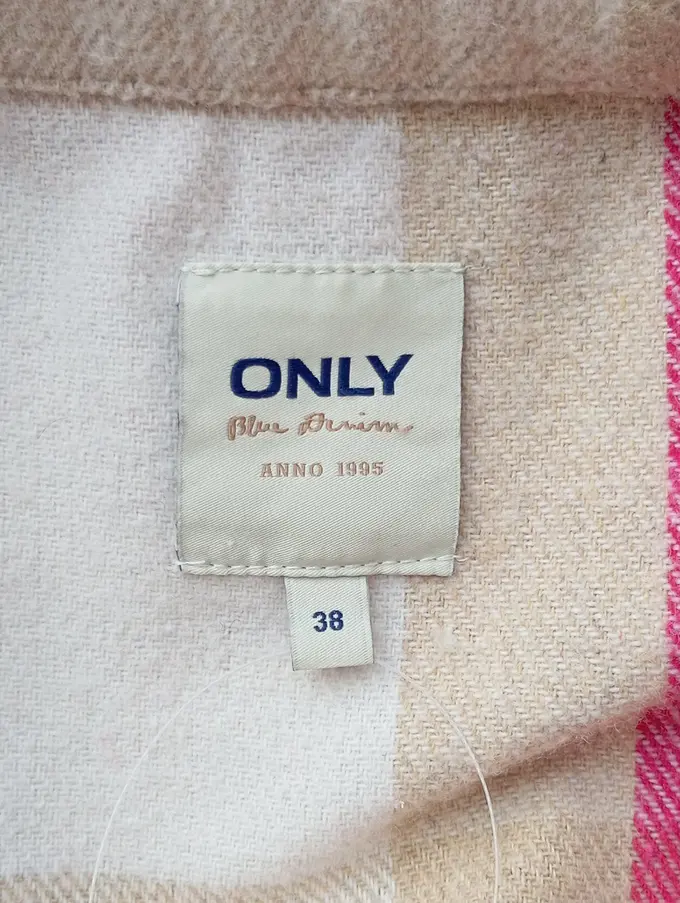 ONLY
Blue Denim
ANNO 1995
38